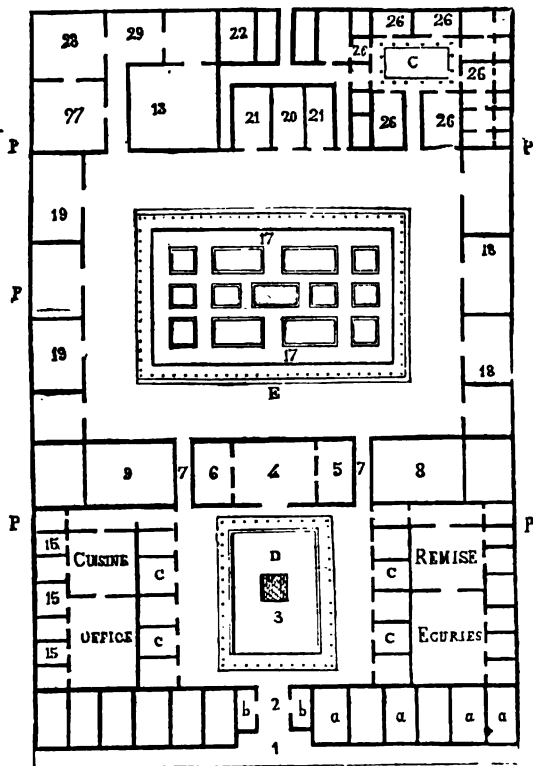 28 29 22 26 26
26 C 26
27 13 21 20 21 26 26
P P
19 17 18
P
19 17 18
E
9 7 6 4 5 7 8
P P
15 CUISINE C D C REMISE
15 3
15 OFFICE C C ECURIES
b 2 b a a a a
1